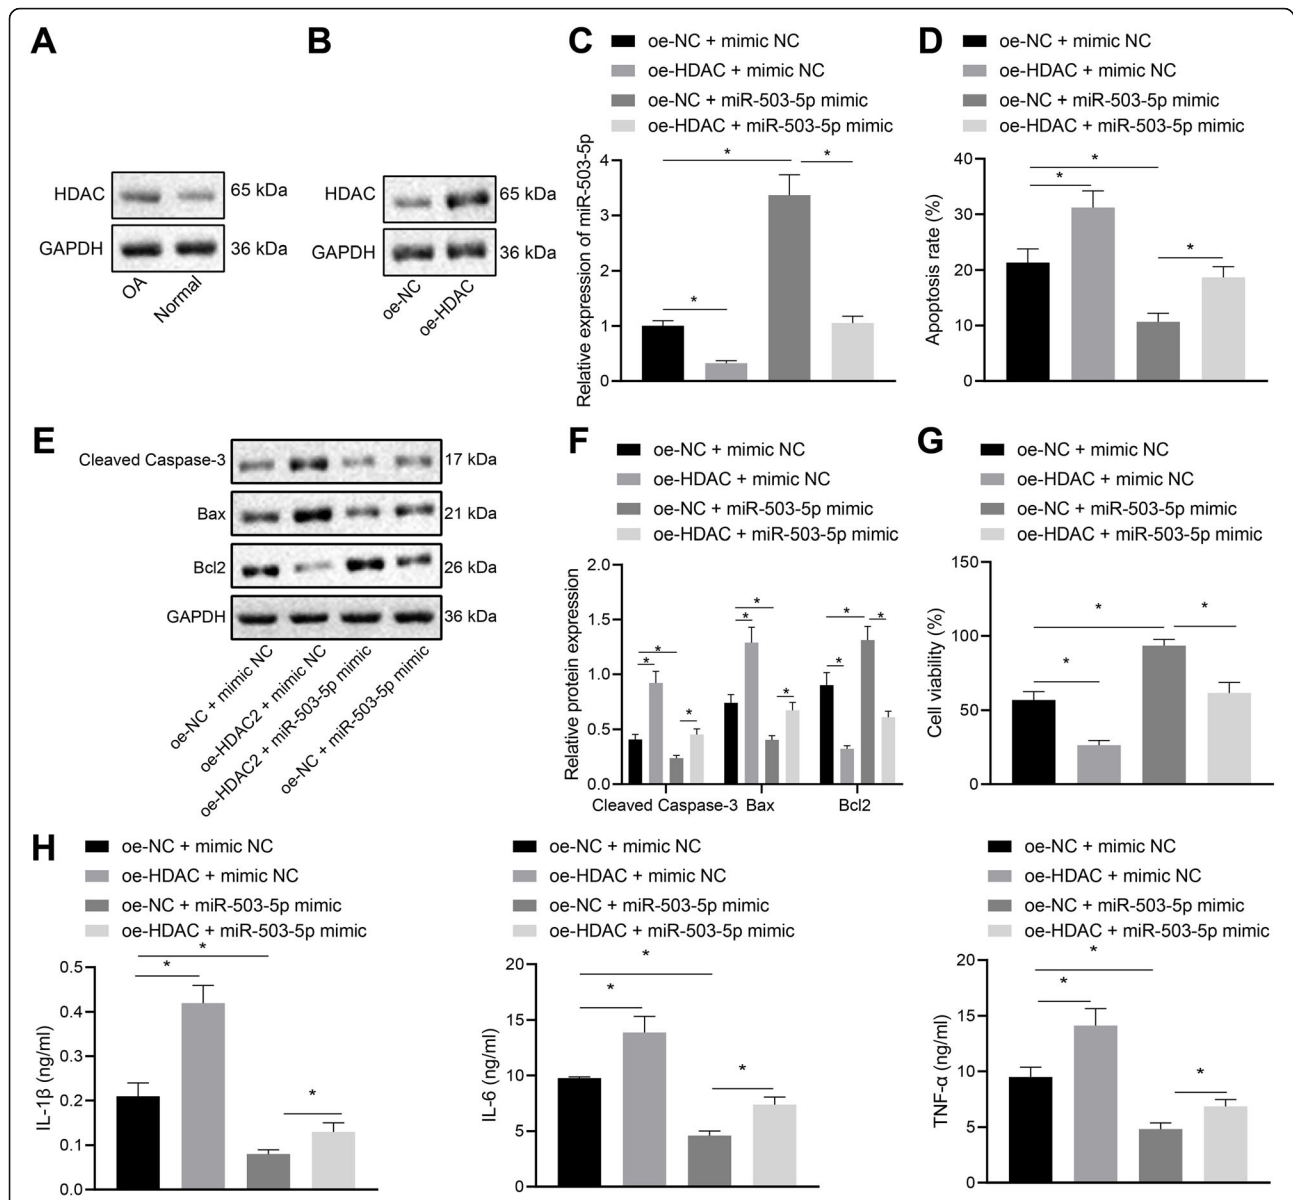 A
HDAC
65 kDa
GAPDH
36 kDa
OA
Normal
B
HDAC
65 kDa
GAPDH
36 kDa
oe-NC
oe-HDAC
C
oe-NC + mimic NC
oe-HDAC + mimic NC
oe-NC + miR-503-5p mimic
oe-HDAC + miR-503-5p mimic
Relative expression of miR-503-5p
4
3
2
1
0
*
*
*
D
oe-NC + mimic NC
oe-HDAC + mimic NC
oe-NC + miR-503-5p mimic
oe-HDAC + miR-503-5p mimic
Apoptosis rate (%)
40
30
20
10
0
*
*
*
E
Cleaved Caspase-3
17 kDa
Bax
21 kDa
Bcl2
26 kDa
GAPDH
36 kDa
oe-NC + mimic NC
oe-HDAC2 + mimic NC
oe-HDAC2 + miR-503-5p mimic
oe-NC + miR-503-5p mimic
F
oe-NC + mimic NC
oe-HDAC + mimic NC
oe-NC + miR-503-5p mimic
oe-HDAC + miR-503-5p mimic
Relative protein expression
2.0
1.5
1.0
0.5
0.0
* * *
* * *
* * *
Cleaved Caspase-3 Bax Bcl2
G
oe-NC + mimic NC
oe-HDAC + mimic NC
oe-NC + miR-503-5p mimic
oe-HDAC + miR-503-5p mimic
Cell viability (%)
150
100
50
0
*
*
*
H
oe-NC + mimic NC
oe-HDAC + mimic NC
oe-NC + miR-503-5p mimic
oe-HDAC + miR-503-5p mimic
IL-1β (ng/ml)
0.5
0.4
0.3
0.2
0.1
0.0
*
*
*
oe-NC + mimic NC
oe-HDAC + mimic NC
oe-NC + miR-503-5p mimic
oe-HDAC + miR-503-5p mimic
IL-6 (ng/ml)
20
15
10
5
0
*
*
*
oe-NC + mimic NC
oe-HDAC + mimic NC
oe-NC + miR-503-5p mimic
oe-HDAC + miR-503-5p mimic
TNF-α (ng/ml)
20
15
10
5
0
*
*
*